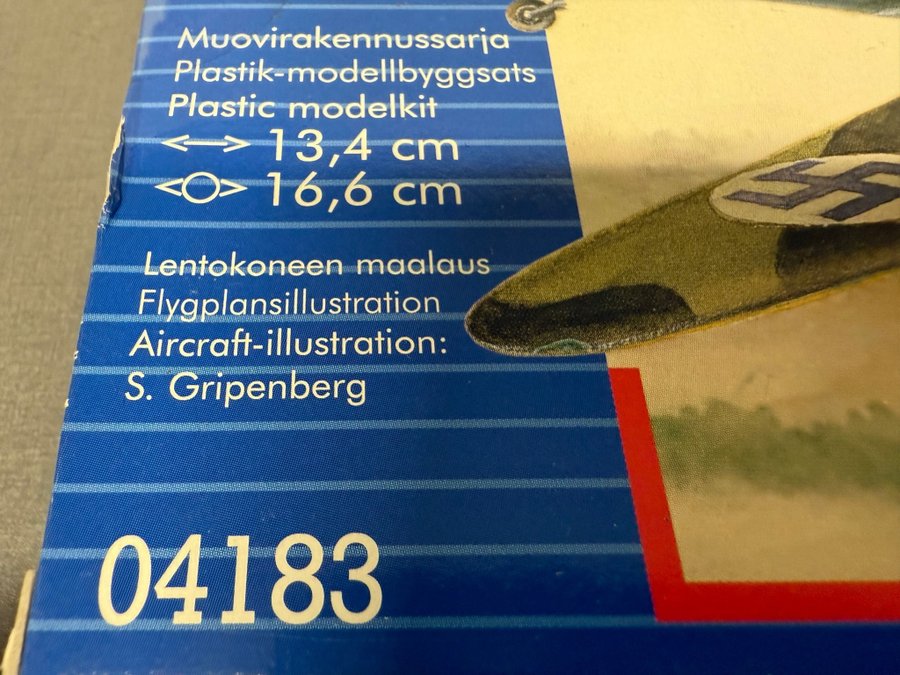 Muovirakennussarja
Plastik-modellbyggsats
Plastic modelkit
13,4 cm
16,6 cm
Lentokoneen maalaus
Flygplansillustration
Aircraft-illustration:
S. Gripenberg
04183